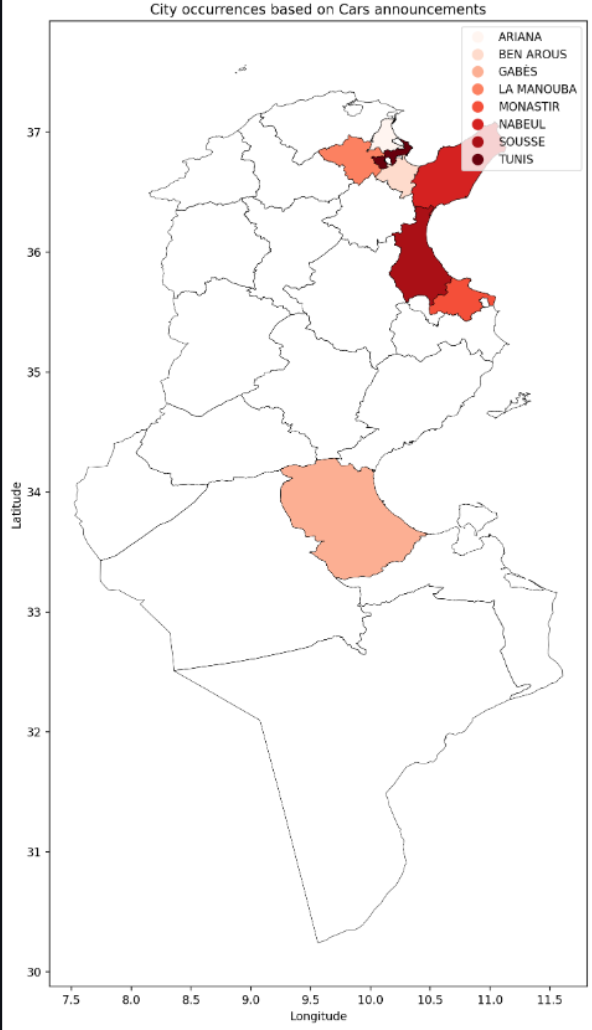 City occurrences based on Cars announcements
ARIANA
BEN AROUS
GABÈS
LA MANOUBA
MONASTIR
NABEUL
SOUSSE
TUNIS
Latitude
37
36
35
34
33
32
31
30
7.5 8.0 8.5 9.0 9.5 10.0 10.5 11.0 11.5
Longitude